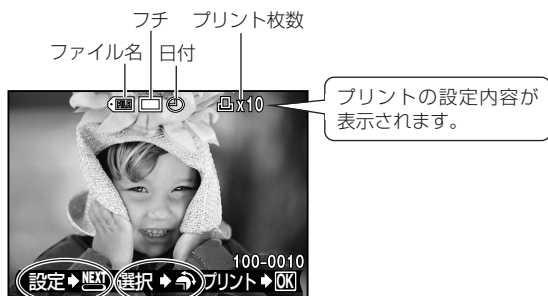 フチ プリント枚数
ファイル名 日付
FILE x10
プリントの設定内容が
表示されます。
100-0010
設定 NEXT 選択 プリント OK